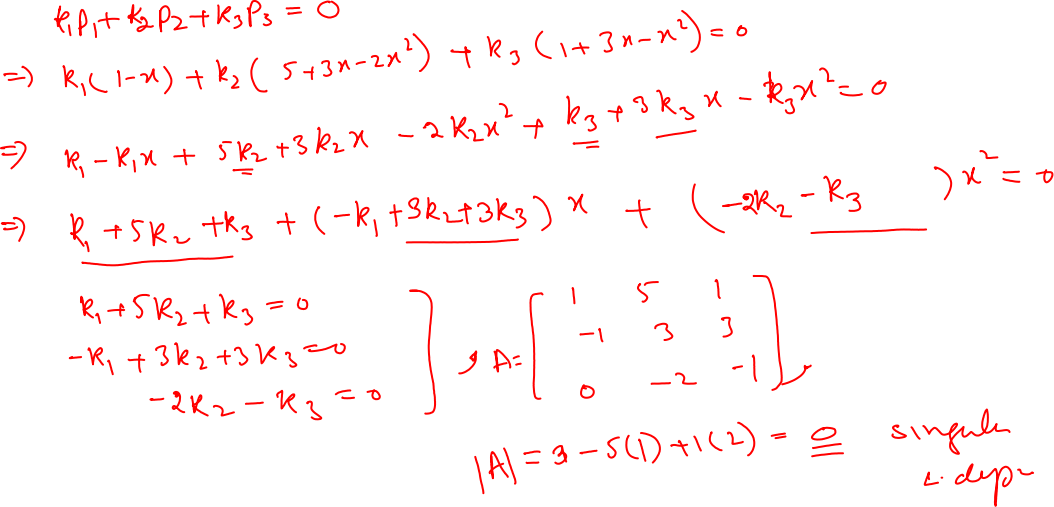 k₁p₁ + k₂p₂ + k₃p₃ = 0
⇒ k₁(1-x) + k₂(5+3x-2x²) + k₃(1+3x-x²) = 0
⇒ k₁ - k₁x + 5k₂ + 3k₂x - 2k₂x² + k₃ + 3k₃x - k₃x² = 0
⇒ k₁ + 5k₂ + k₃ + (-k₁ + 3k₂ + 3k₃)x + (-2k₂ - k₃)x² = 0
k₁ + 5k₂ + k₃ = 0
-k₁ + 3k₂ + 3k₃ = 0
-2k₂ - k₃ = 0
, A = [1 5 1
-1 3 3
0 -2 -1],
|A| = 3 - 5(1) + 1(2) = 0 singular
L. depn